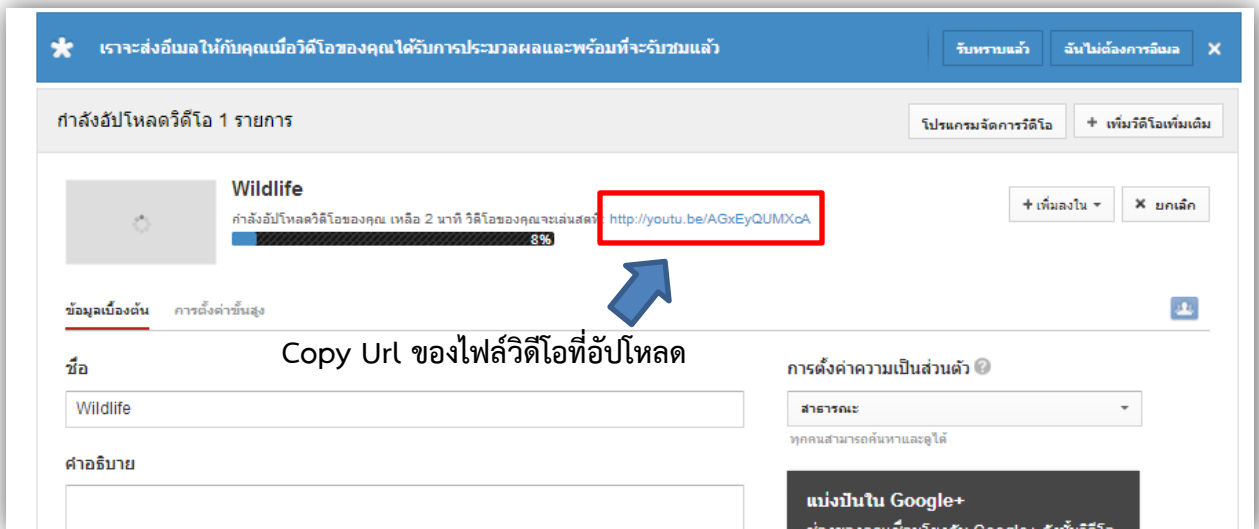 เราจะส่งอีเมลให้กับคุณเมื่อวิดีโอของคุณได้รับการประมวลผลและพร้อมที่จะรับชมแล้ว
รับทราบแล้ว
ฉันไม่ต้องการอีเมล
กำลังอัปโหลดวิดีโอ 1 รายการ
โปรแกรมจัดการวิดีโอ
+ เพิ่มวิดีโอเพิ่มเติม
Wildlife
กำลังอัปโหลดวิดีโอของคุณ เหลือ 2 นาที วิดีโอของคุณจะเล่นสดที่: http://youtu.be/AGxEyQUMXoA
+ เพิ่มลงใน
× ยกเลิก
8%
ข้อมูลเบื้องต้น
การตั้งค่าขั้นสูง
Copy Url ของไฟล์วิดีโอที่อัปโหลด
ชื่อ
การตั้งค่าความเป็นส่วนตัว
Wildlife
สาธารณะ
ทุกคนสามารถค้นหาและดูได้
คำอธิบาย
แบ่งปันใน Google+